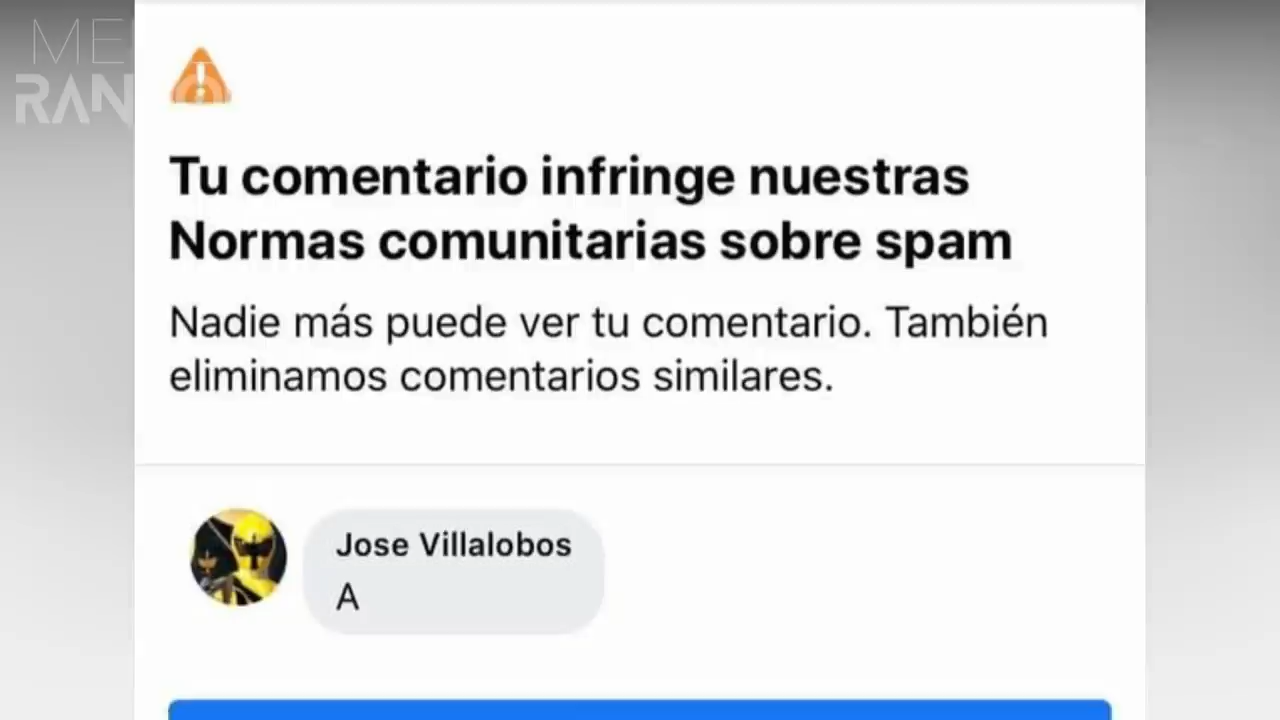 RAN
Tu comentario infringe nuestras
Normas comunitarias sobre spam
Nadie más puede ver tu comentario. También
eliminamos comentarios similares.
Jose Villalobos
A